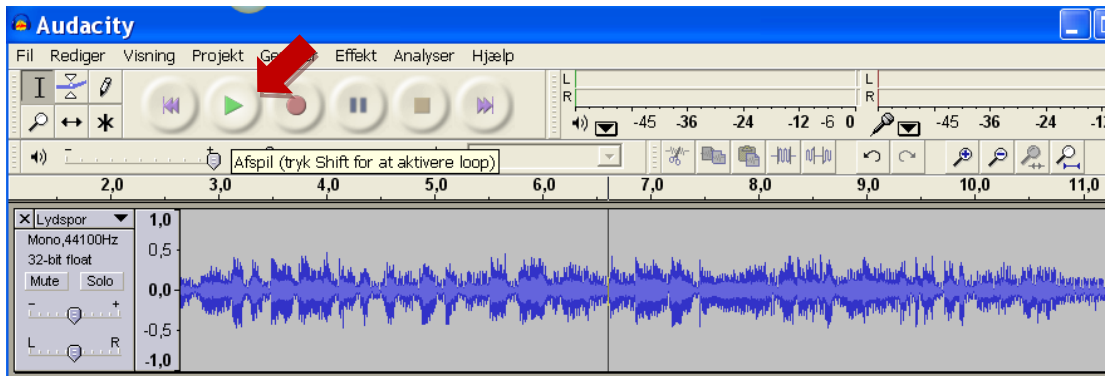 Audacity
Fil Rediger Visning Projekt Effekt Analyser Hjælp
L
R
-45 -36 -24 -12 -6 0
L
R
-45 -36 -24
Afspil (tryk Shift for at aktivere loop)
2,0 3,0 4,0 5,0 6,0 7,0 8,0 9,0 10,0 11,0
Lydspor
Mono,44100Hz
32-bit float
Mute Solo
- +
L R
1,0
0,5
0,0
-0,5
-1,0